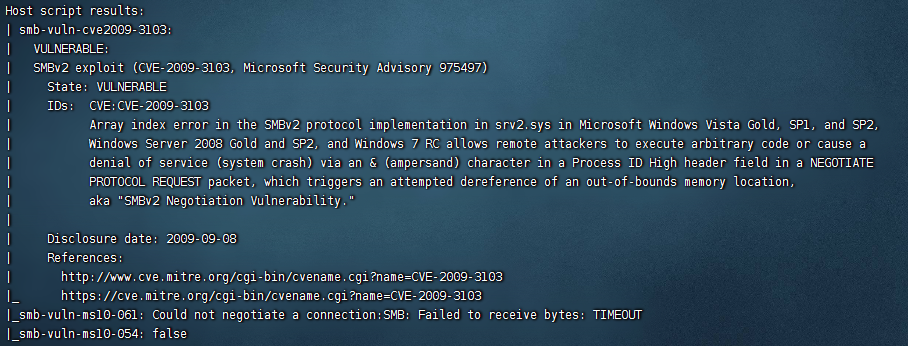 Host script results:
| smb-vuln-cve2009-3103:
|   VULNERABLE:
|   SMBv2 exploit (CVE-2009-3103, Microsoft Security Advisory 975497)
|     State: VULNERABLE
|     IDs:  CVE:CVE-2009-3103
|           Array index error in the SMBv2 protocol implementation in srv2.sys in Microsoft Windows Vista Gold, SP1, and SP2,
|           Windows Server 2008 Gold and SP2, and Windows 7 RC allows remote attackers to execute arbitrary code or cause a
|           denial of service (system crash) via an & (ampersand) character in a Process ID High header field in a NEGOTIATE
|           PROTOCOL REQUEST packet, which triggers an attempted dereference of an out-of-bounds memory location,
|           aka "SMBv2 Negotiation Vulnerability."
|
|     Disclosure date: 2009-09-08
|     References:
|       http://www.cve.mitre.org/cgi-bin/cvename.cgi?name=CVE-2009-3103
|_      https://cve.mitre.org/cgi-bin/cvename.cgi?name=CVE-2009-3103
|_smb-vuln-ms10-061: Could not negotiate a connection:SMB: Failed to receive bytes: TIMEOUT
|_smb-vuln-ms10-054: false